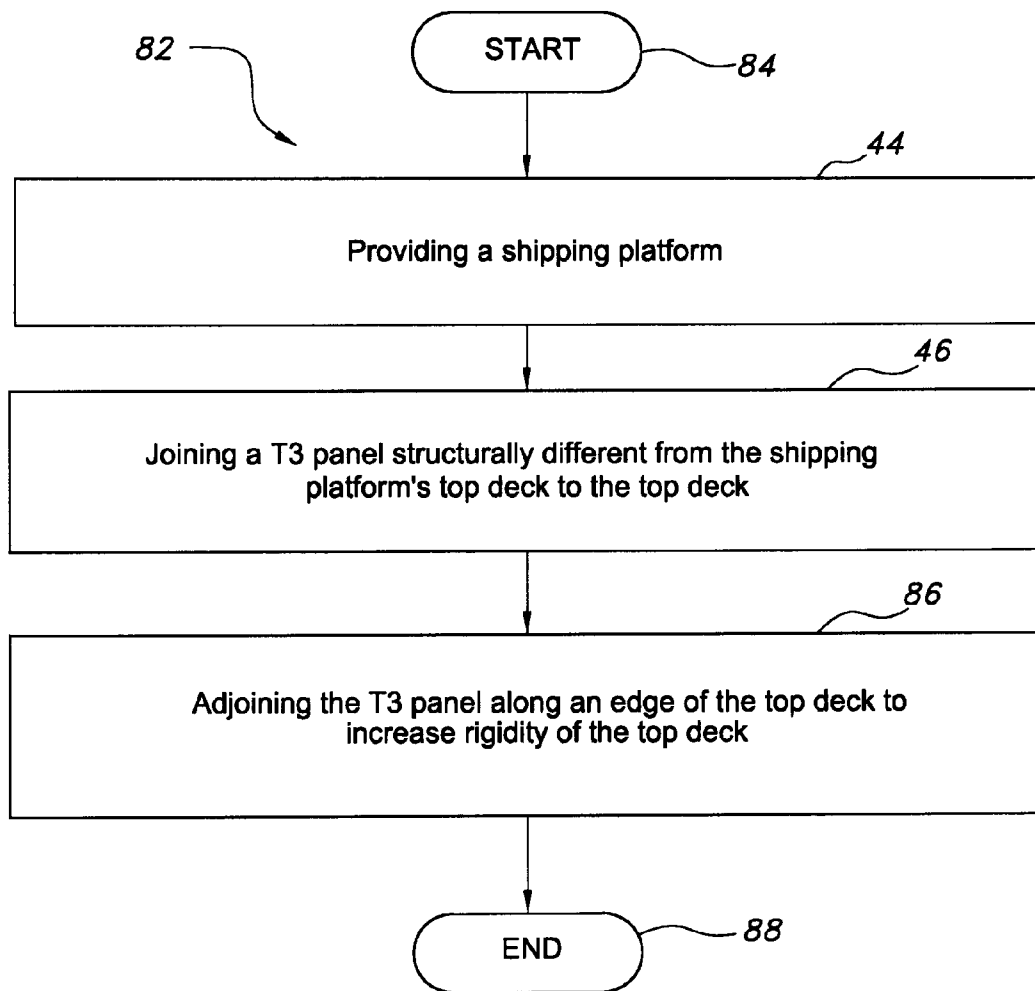 82
START
84
44
Providing a shipping platform
46
Joining a T3 panel structurally different from the shipping
platform's top deck to the top deck
86
Adjoining the T3 panel along an edge of the top deck to
increase rigidity of the top deck
END
88